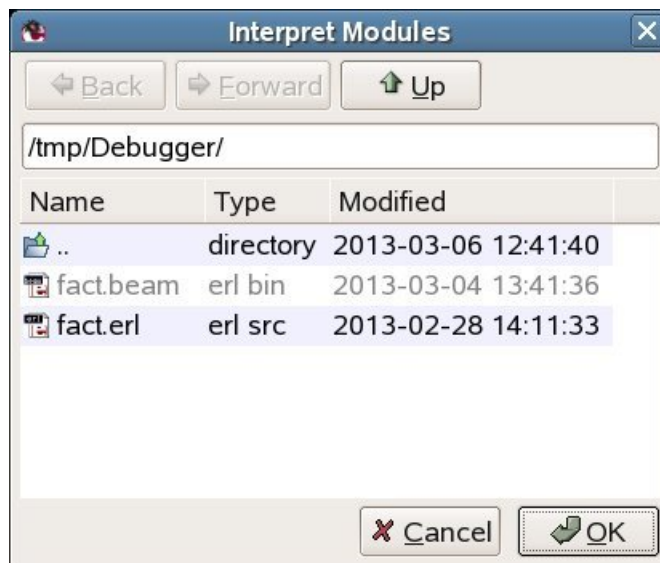 Interpret Modules
Back Forward Up
/tmp/Debugger/
Name Type Modified
.. directory 2013-03-06 12:41:40
fact.beam erl bin 2013-03-04 13:41:36
fact.erl erl src 2013-02-28 14:11:33
Cancel OK